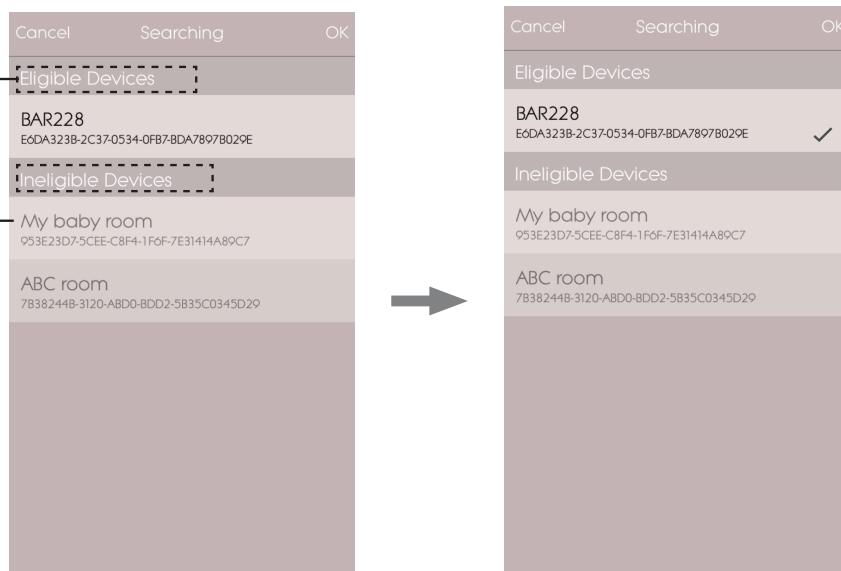 Cancel Searching OK
Eligible Devices
BAR228
E6DA323B-2C37-0534-0FB7-BDA7897B029E
Ineligible Devices
My baby room
953E23D7-5CEE-C8F4-1F6F-7E31414A89C7
ABC room
7B38244B-3120-ABD0-BDD2-5B35C0345D29
Cancel Searching OK
Eligible Devices
BAR228
E6DA323B-2C37-0534-0FB7-BDA7897B029E
Ineligible Devices
My baby room
953E23D7-5CEE-C8F4-1F6F-7E31414A89C7
ABC room
7B38244B-3120-ABD0-BDD2-5B35C0345D29